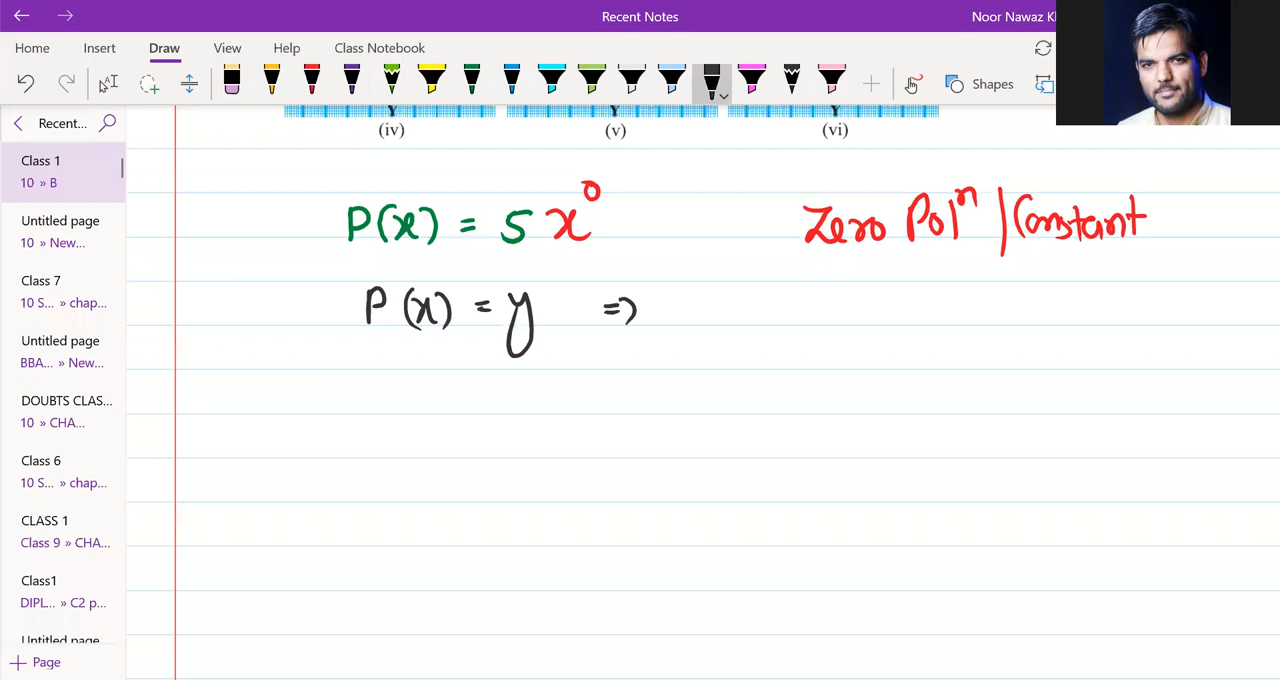 Recent Notes
Noor Nawaz Kh
Home Insert Draw View Help Class Notebook
Shapes
Recent...
(iv) (v) (vi)
Class 1
10 » B
Untitled page
10 » New...
Class 7
10 S... » chap...
Untitled page
BBA... » New...
DOUBTS CLAS...
10 » CHA...
Class 6
10 S... » chap...
CLASS 1
Class 9 » CHA...
Class1
DIPL... » C2 p...
Untitled page
Page
P(x) = 5x⁰ Zero Polⁿ | Constant
P(x) = y ⇒